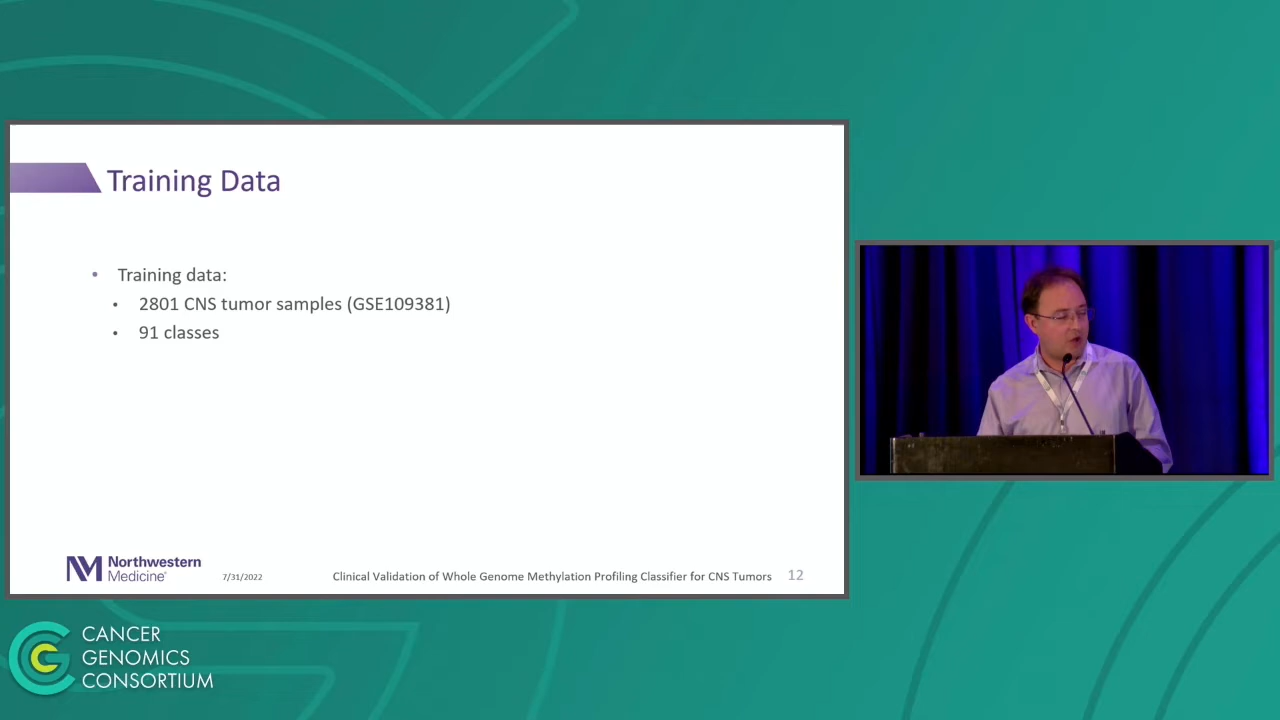 Training Data
• Training data:
• 2801 CNS tumor samples (GSE109381)
• 91 classes
Northwestern
Medicine®
7/31/2022
Clinical Validation of Whole Genome Methylation Profiling Classifier for CNS Tumors
12
CANCER
GENOMICS
CONSORTIUM